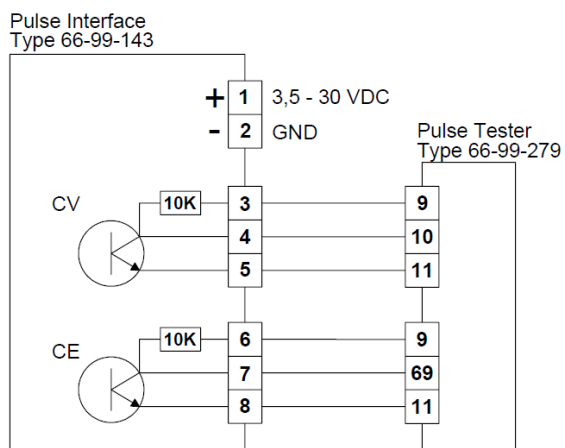 Pulse Interface
Type 66-99-143
+ 1 3,5 - 30 VDC
- 2 GND
Pulse Tester
Type 66-99-279
CV 10K 3 9
4 10
5 11
CE 10K 6 9
7 69
8 11